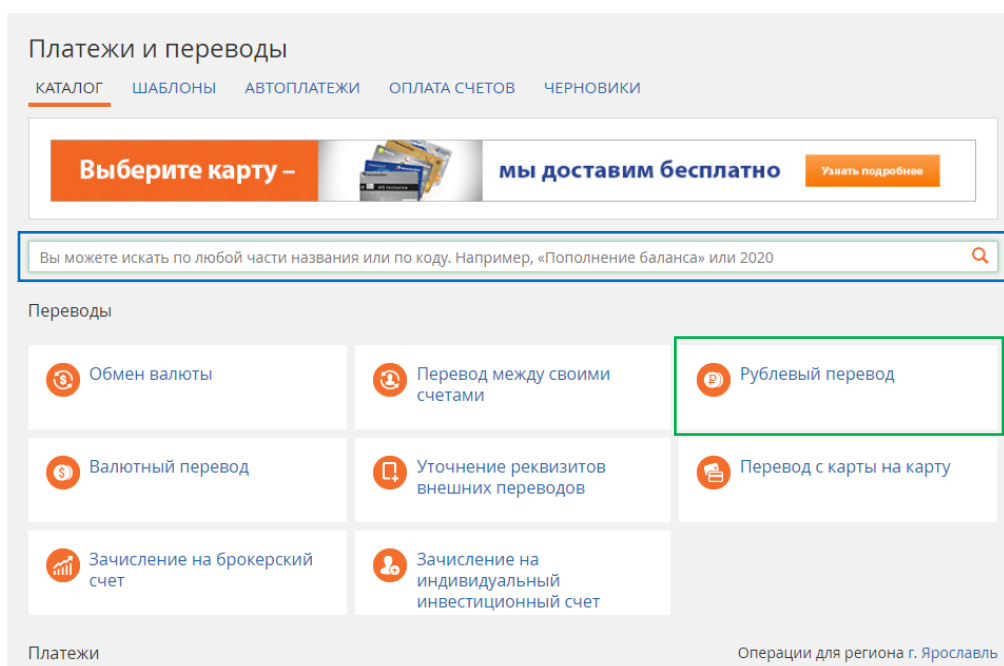 Платежи и переводы
КАТАЛОГ ШАБЛОНЫ АВТОПЛАТЕЖИ ОПЛАТА СЧЕТОВ ЧЕРНОВИКИ
Выберите карту – мы доставим бесплатно Узнать подробнее
Вы можете искать по любой части названия или по коду. Например, «Пополнение баланса» или 2020
Переводы
Обмен валюты
Перевод между своими
счетами
Рублевый перевод
Валютный перевод
Уточнение реквизитов
внешних переводов
Перевод с карты на карту
Зачисление на брокерский
счет
Зачисление на
индивидуальный
инвестиционный счет
Платежи
Операции для региона г. Ярославль